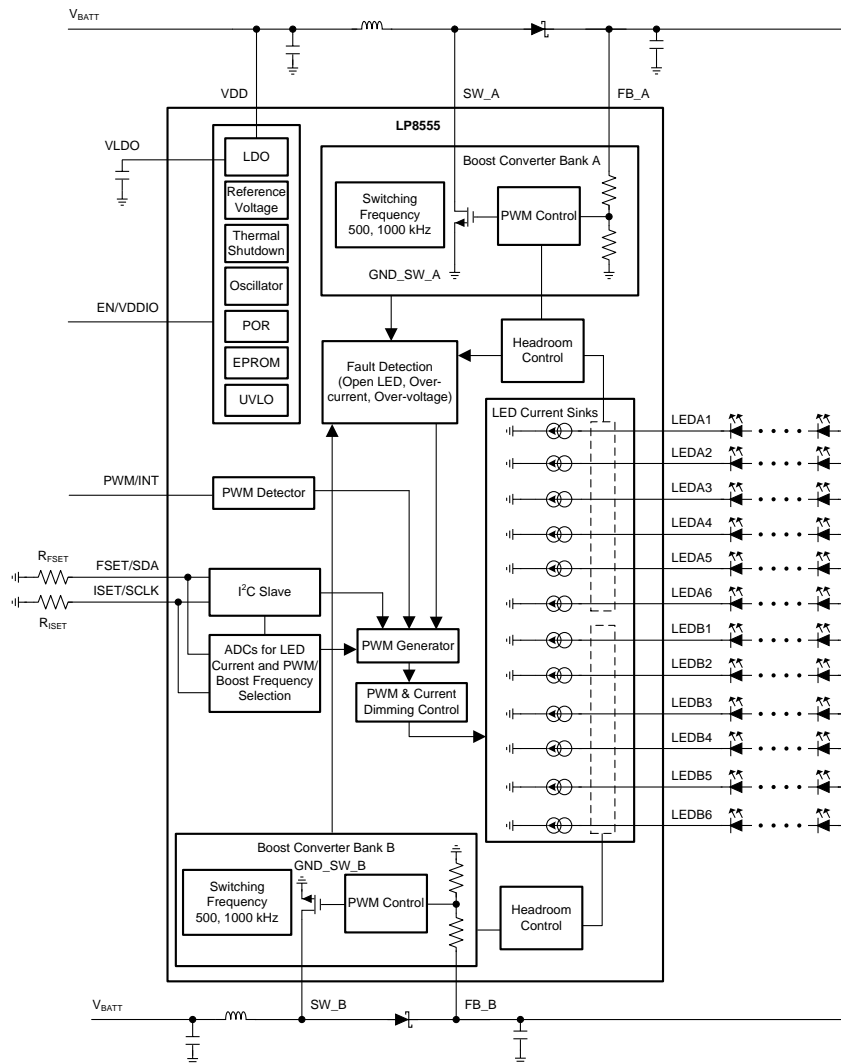 VBATT
VDD
SW_A
FB_A
LP8555
VLDO
LDO
Reference
Voltage
Thermal
Shutdown
Oscillator
POR
EPROM
UVLO
EN/VDDIO
Boost Converter Bank A
Switching
Frequency
500, 1000 kHz
PWM Control
GND_SW_A
Fault Detection
(Open LED, Over-
current, Over-voltage)
Headroom
Control
LED Current Sinks
LEDA1
LEDA2
LEDA3
LEDA4
LEDA5
LEDA6
LEDB1
LEDB2
LEDB3
LEDB4
LEDB5
LEDB6
PWM/INT
PWM Detector
RFSET
FSET/SDA
ISET/SCLK
RISET
I2C Slave
ADCs for LED
Current and PWM/
Boost Frequency
Selection
PWM Generator
PWM & Current
Dimming Control
Boost Converter Bank B
GND_SW_B
Switching
Frequency
500, 1000 kHz
PWM Control
Headroom
Control
VBATT
SW_B
FB_B